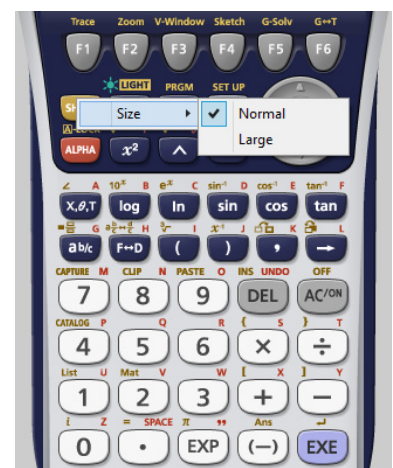 Trace Zoom V-Window Sketch G-Solv G↔T
F1 F2 F3 F4 F5 F6
LIGHT PRGM SET UP
Size Normal
Large
ALPHA x² ^
∠ A 10ˣ B eˣ C sin⁻¹ D cos⁻¹ E tan⁻¹ F
X,θ,T log ln sin cos tan
G H ³√ I x⁻¹ J K L
ab/c F↔D ( ) , →
CAPTURE M CLIP N PASTE O INS UNDO OFF
7 8 9 DEL AC/ON
CATALOG P Q R { S } T
4 5 6 × ÷
List U Mat V W [ X ] Y
1 2 3 + −
i Z = SPACE π " Ans ↵
0 • EXP (−) EXE